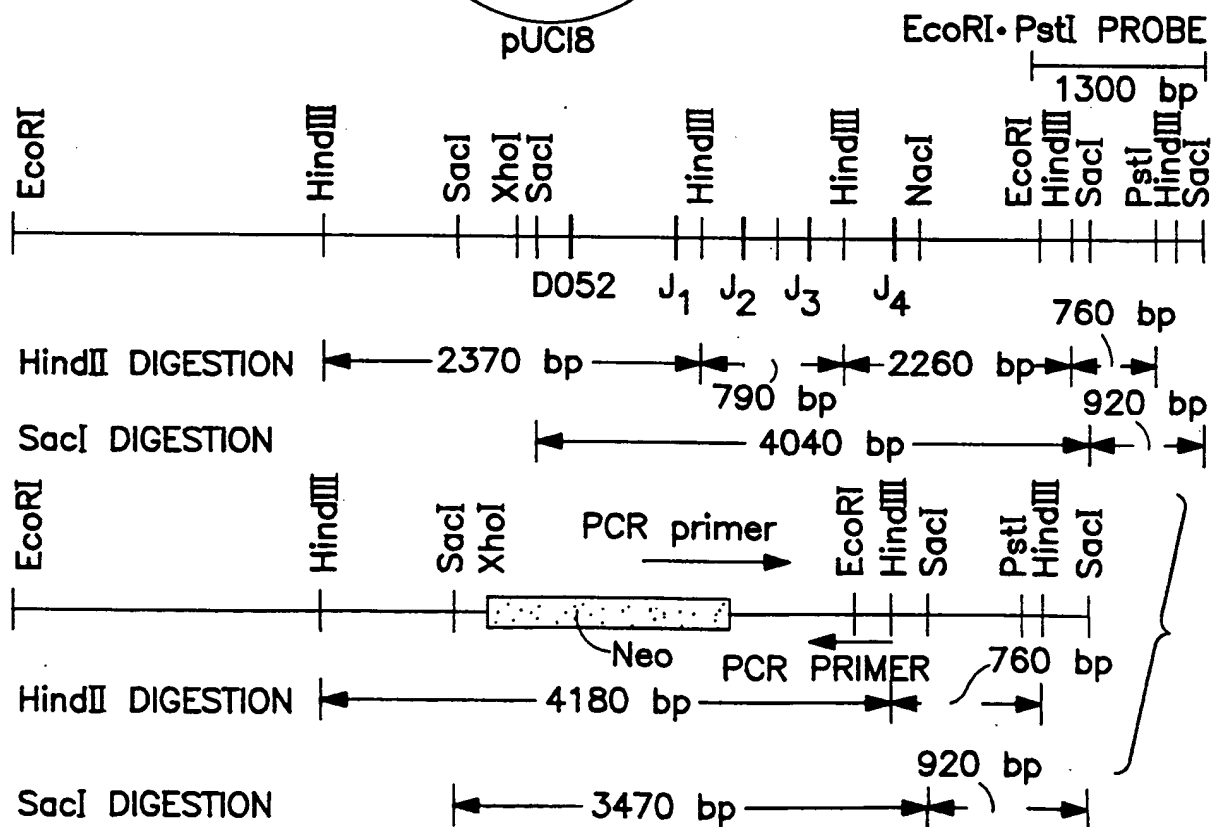 pUC18
EcoRI·PstI PROBE
1300 bp
EcoRI HindIII SacI XhoI SacI HindIII HindIII NacI EcoRI HindIII SacI PstI HindIII SacI
D052 J1 J2 J3 J4
760 bp
HindII DIGESTION 2370 bp 790 bp 2260 bp
920 bp
SacI DIGESTION 4040 bp
EcoRI HindIII SacI XhoI PCR primer EcoRI HindIII SacI PstI HindIII SacI
Neo PCR PRIMER 760 bp
HindII DIGESTION 4180 bp
920 bp
SacI DIGESTION 3470 bp